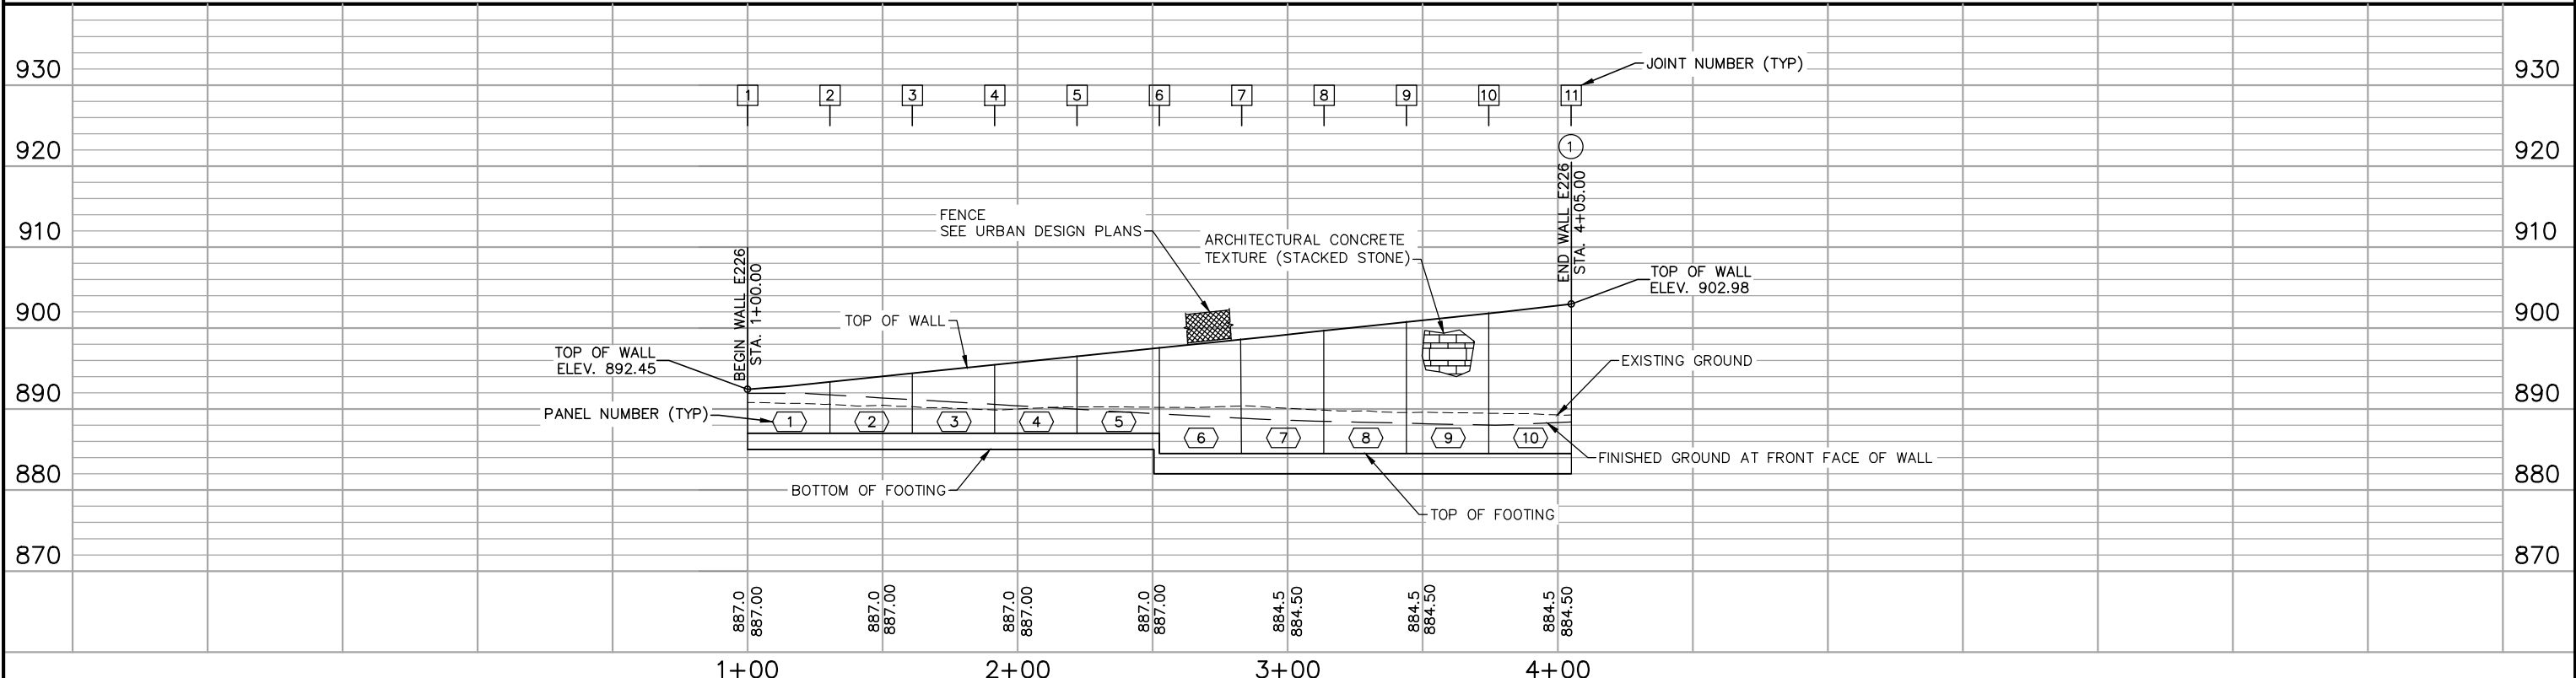 930
930
JOINT NUMBER (TYP)
1 2 3 4 5 6 7 8 9 10 11
920
920
1
END WALL E226
STA. 4+05.00
FENCE
SEE URBAN DESIGN PLANS
910
910
ARCHITECTURAL CONCRETE
TEXTURE (STACKED STONE)
BEGIN WALL E226
STA. 1+00.00
TOP OF WALL
ELEV. 902.98
900
900
TOP OF WALL
TOP OF WALL
ELEV. 892.45
EXISTING GROUND
890
890
PANEL NUMBER (TYP)
1 2 3 4 5 6 7 8 9 10
FINISHED GROUND AT FRONT FACE OF WALL
880
880
BOTTOM OF FOOTING
TOP OF FOOTING
870
870
887.0
887.00
887.0
887.00
887.0
887.00
887.0
887.00
884.5
884.50
884.5
884.50
884.5
884.50
1+00 2+00 3+00 4+00